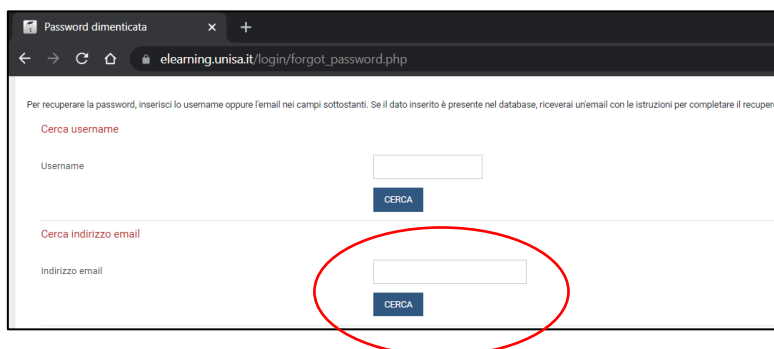 Password dimenticata
elearning.unisa.it/login/forgot_password.php
Per recuperare la password, inserisci lo username oppure l'email nei campi sottostanti. Se il dato inserito è presente nel database, riceverai un'email con le istruzioni per completare il recuper
Cerca username
Username
CERCA
Cerca indirizzo email
Indirizzo email
CERCA